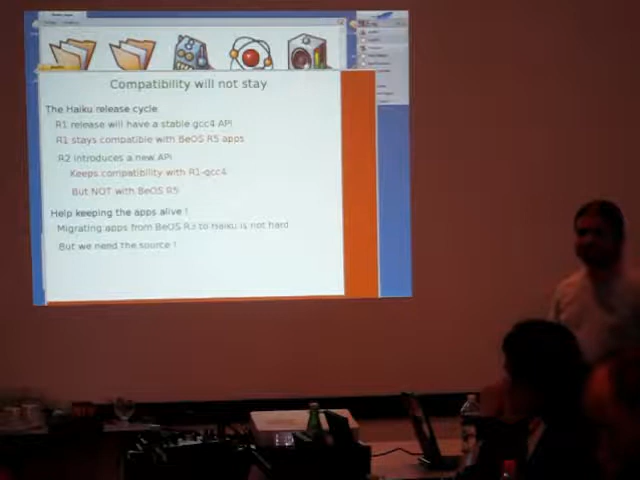 Compatibility will not stay
The Haiku release cycle
R1 release will have a stable gcc4 API
R1 stays compatible with BeOS R5 apps
R2 introduces a new API
Keeps compatibility with R1-gcc4
But NOT with BeOS R5
Help keeping the apps alive !
Migrating apps from BeOS R5 to Haiku is not hard
But we need the source !